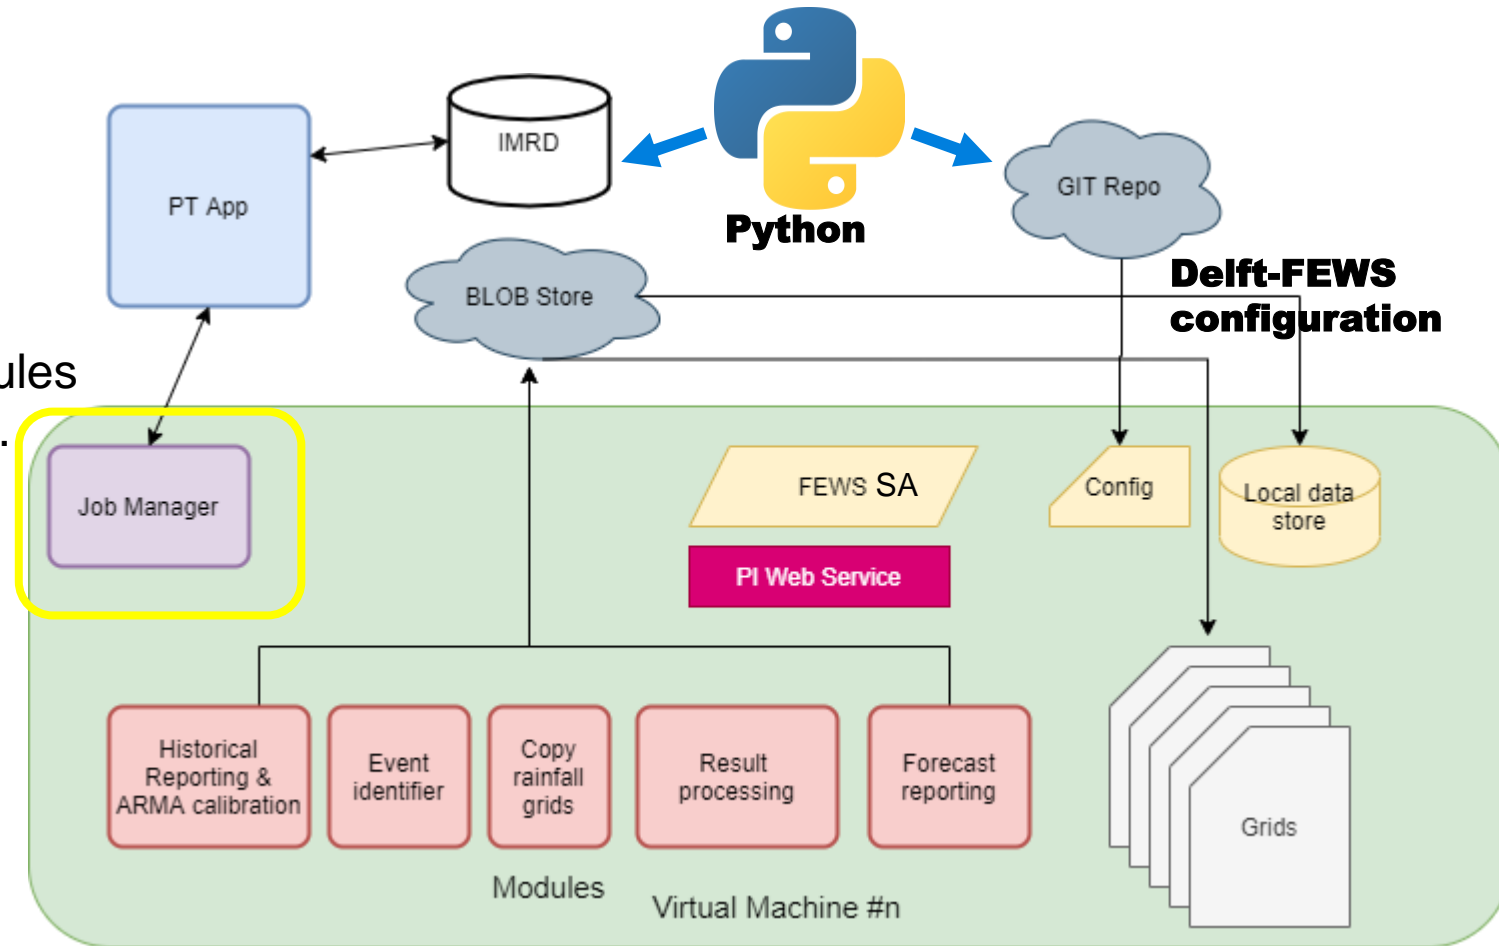 IMRD
PT App
GIT Repo
Python
BLOB Store
Delft-FEWS
configuration
ules
.
Job Manager
FEWS SA
Config
Local data
store
PI Web Service
Historical
Reporting &
ARMA calibration
Event
identifier
Copy
rainfall
grids
Result
processing
Forecast
reporting
Grids
Modules
Virtual Machine #n